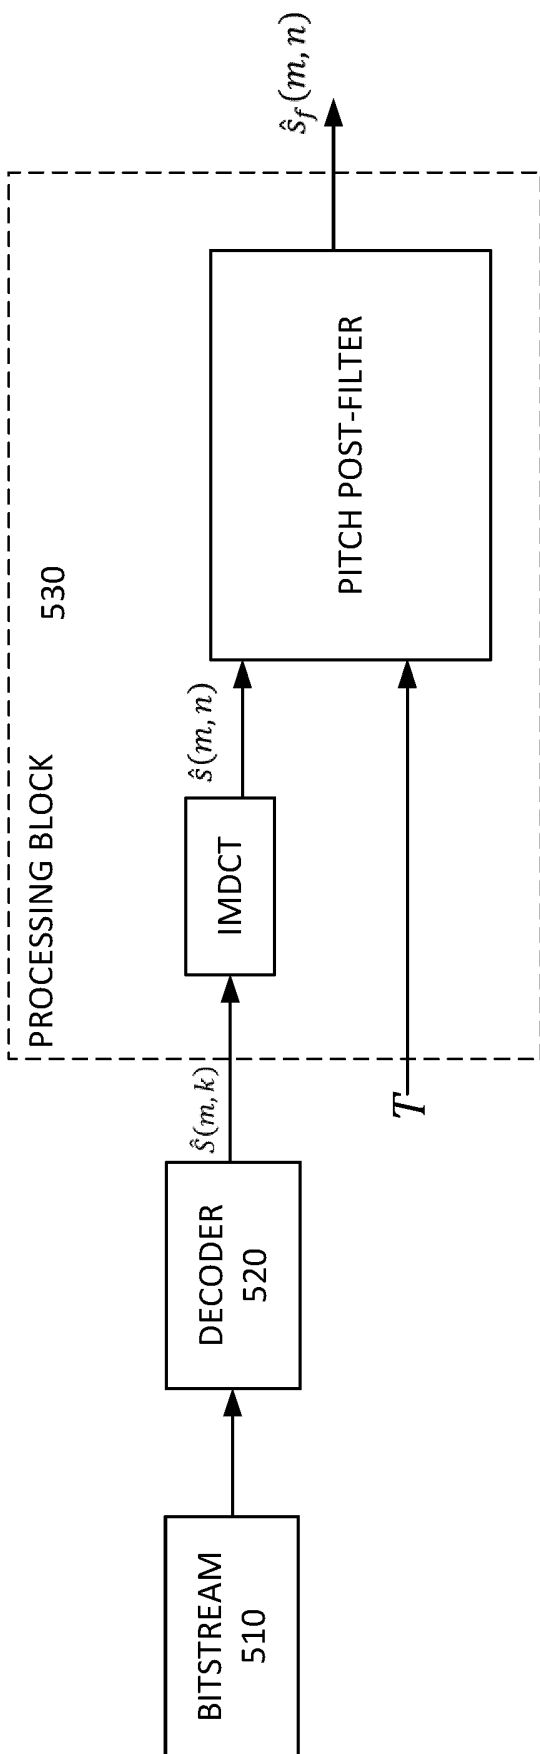 BITSTREAM
510
DECODER
520
Ŝ(m, k)
PROCESSING BLOCK
530
IMDCT
ŝ(m, n)
T
PITCH POST-FILTER
ŝ_f(m, n)